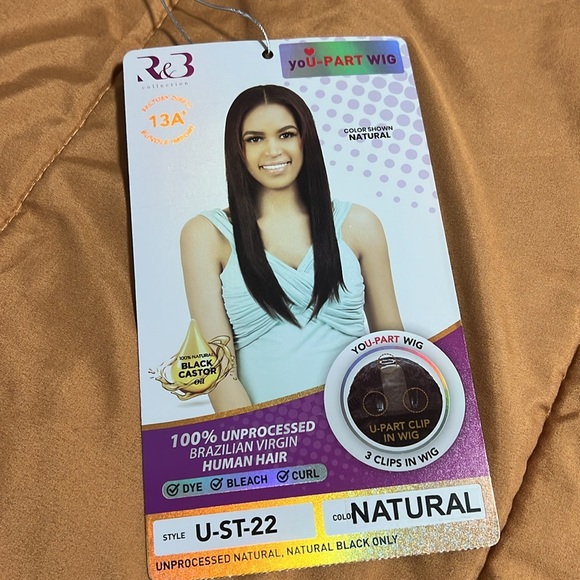 R&B
collection
yoU-PART WIG
13A+
COLOR SHOWN
NATURAL
100% NATURAL
BLACK
CASTOR
Oil
YOU-PART WIG
U-PART CLIP
IN WIG
3 CLIPS IN WIG
100% UNPROCESSED
BRAZILIAN VIRGIN
HUMAN HAIR
DYE BLEACH CURL
STYLE U-ST-22
COLO NATURAL
UNPROCESSED NATURAL, NATURAL BLACK ONLY